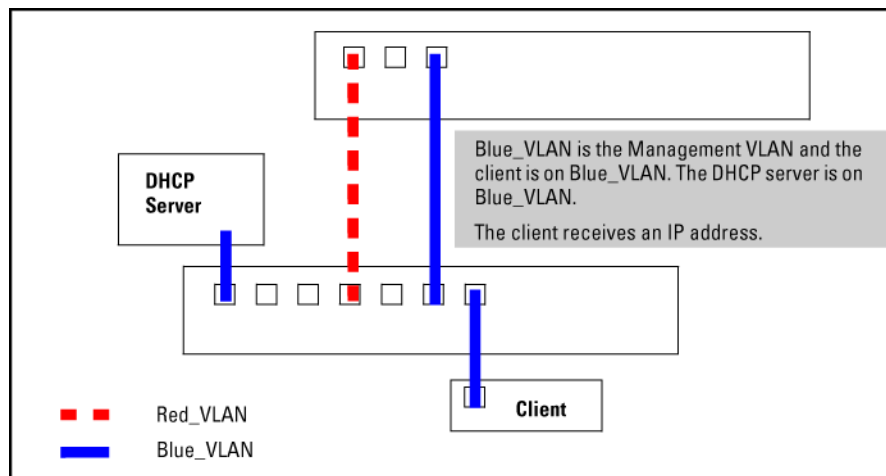 Blue_VLAN is the Management VLAN and the
client is on Blue_VLAN. The DHCP server is on
Blue_VLAN.
The client receives an IP address.
DHCP
Server
Client
Red_VLAN
Blue_VLAN